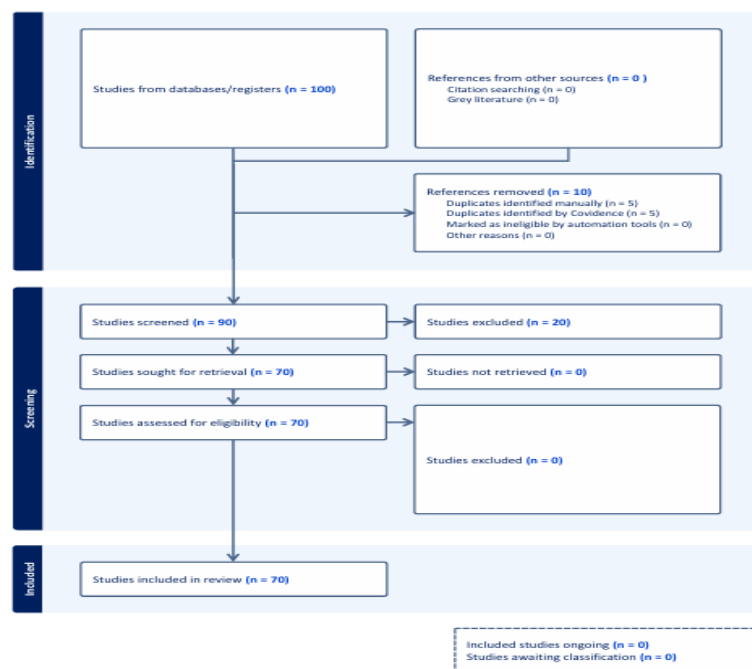 Identification
Studies from databases/registers (n = 100)
References from other sources (n = 0 )
Citation searching (n = 0)
Grey literature (n = 0)
References removed (n = 10)
Duplicates identified manually (n = 5)
Duplicates identified by Covidence (n = 5)
Marked as ineligible by automation tools (n = 0)
Other reasons (n = 0)
Screening
Studies screened (n = 90)
Studies excluded (n = 20)
Studies sought for retrieval (n = 70)
Studies not retrieved (n = 0)
Studies assessed for eligibility (n = 70)
Studies excluded (n = 0)
Included
Studies included in review (n = 70)
Included studies ongoing (n = 0)
Studies awaiting classification (n = 0)